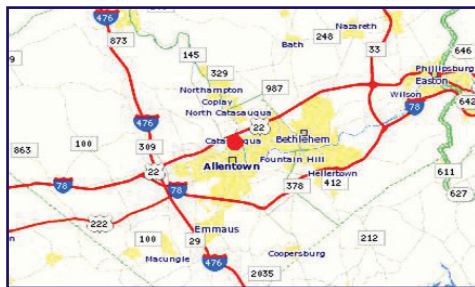 476
Nazareth
873
248
33
Bath
145
646
329
Phillipsburg
Easton
Northampton
987
Wilson
Coplay
78
642
North Catasauqua
476
22
Bethlehem
863
100
309
Allentown
Fountain Hill
611
22
Hellertown
78
78
378
412
627
222
Emmaus
100
29
212
Macungie
476
Coopersburg
2035